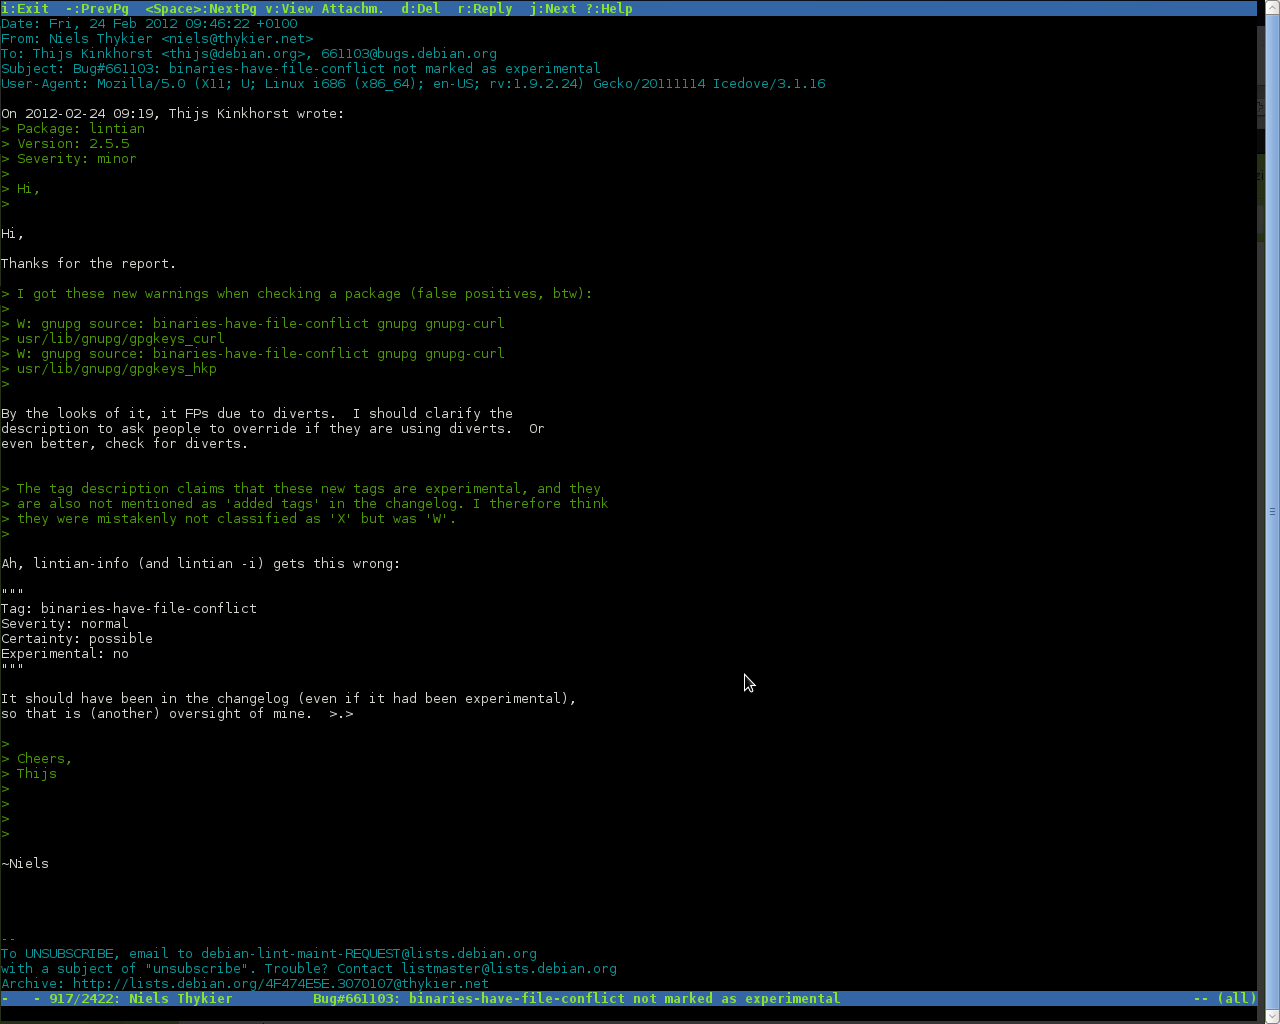 i:Exit  -:PrevPg  <Space>:NextPg v:View Attachm.  d:Del  r:Reply  j:Next ?:Help
Date: Fri, 24 Feb 2012 09:46:22 +0100
From: Niels Thykier <niels@thykier.net>
To: Thijs Kinkhorst <thijs@debian.org>, 661103@bugs.debian.org
Subject: Bug#661103: binaries-have-file-conflict not marked as experimental
User-Agent: Mozilla/5.0 (X11; U; Linux i686 (x86_64); en-US; rv:1.9.2.24) Gecko/20111114 Icedove/3.1.16
On 2012-02-24 09:19, Thijs Kinkhorst wrote:
> Package: lintian
> Version: 2.5.5
> Severity: minor
>
> Hi,
>
Hi,
Thanks for the report.
> I got these new warnings when checking a package (false positives, btw):
>
> W: gnupg source: binaries-have-file-conflict gnupg gnupg-curl
> usr/lib/gnupg/gpgkeys_curl
> W: gnupg source: binaries-have-file-conflict gnupg gnupg-curl
> usr/lib/gnupg/gpgkeys_hkp
>
By the looks of it, it FPs due to diverts.  I should clarify the
description to ask people to override if they are using diverts.  Or
even better, check for diverts.
> The tag description claims that these new tags are experimental, and they
> are also not mentioned as 'added tags' in the changelog. I therefore think
> they were mistakenly not classified as 'X' but was 'W'.
>
Ah, lintian-info (and lintian -i) gets this wrong:
"""
Tag: binaries-have-file-conflict
Severity: normal
Certainty: possible
Experimental: no
"""
It should have been in the changelog (even if it had been experimental),
so that is (another) oversight of mine.  >.>
>
> Cheers,
> Thijs
>
>
>
>
~Niels
--
To UNSUBSCRIBE, email to debian-lint-maint-REQUEST@lists.debian.org
with a subject of "unsubscribe". Trouble? Contact listmaster@lists.debian.org
Archive: http://lists.debian.org/4F474E5E.3070107@thykier.net
-   - 917/2422: Niels Thykier          Bug#661103: binaries-have-file-conflict not marked as experimental -- (all)